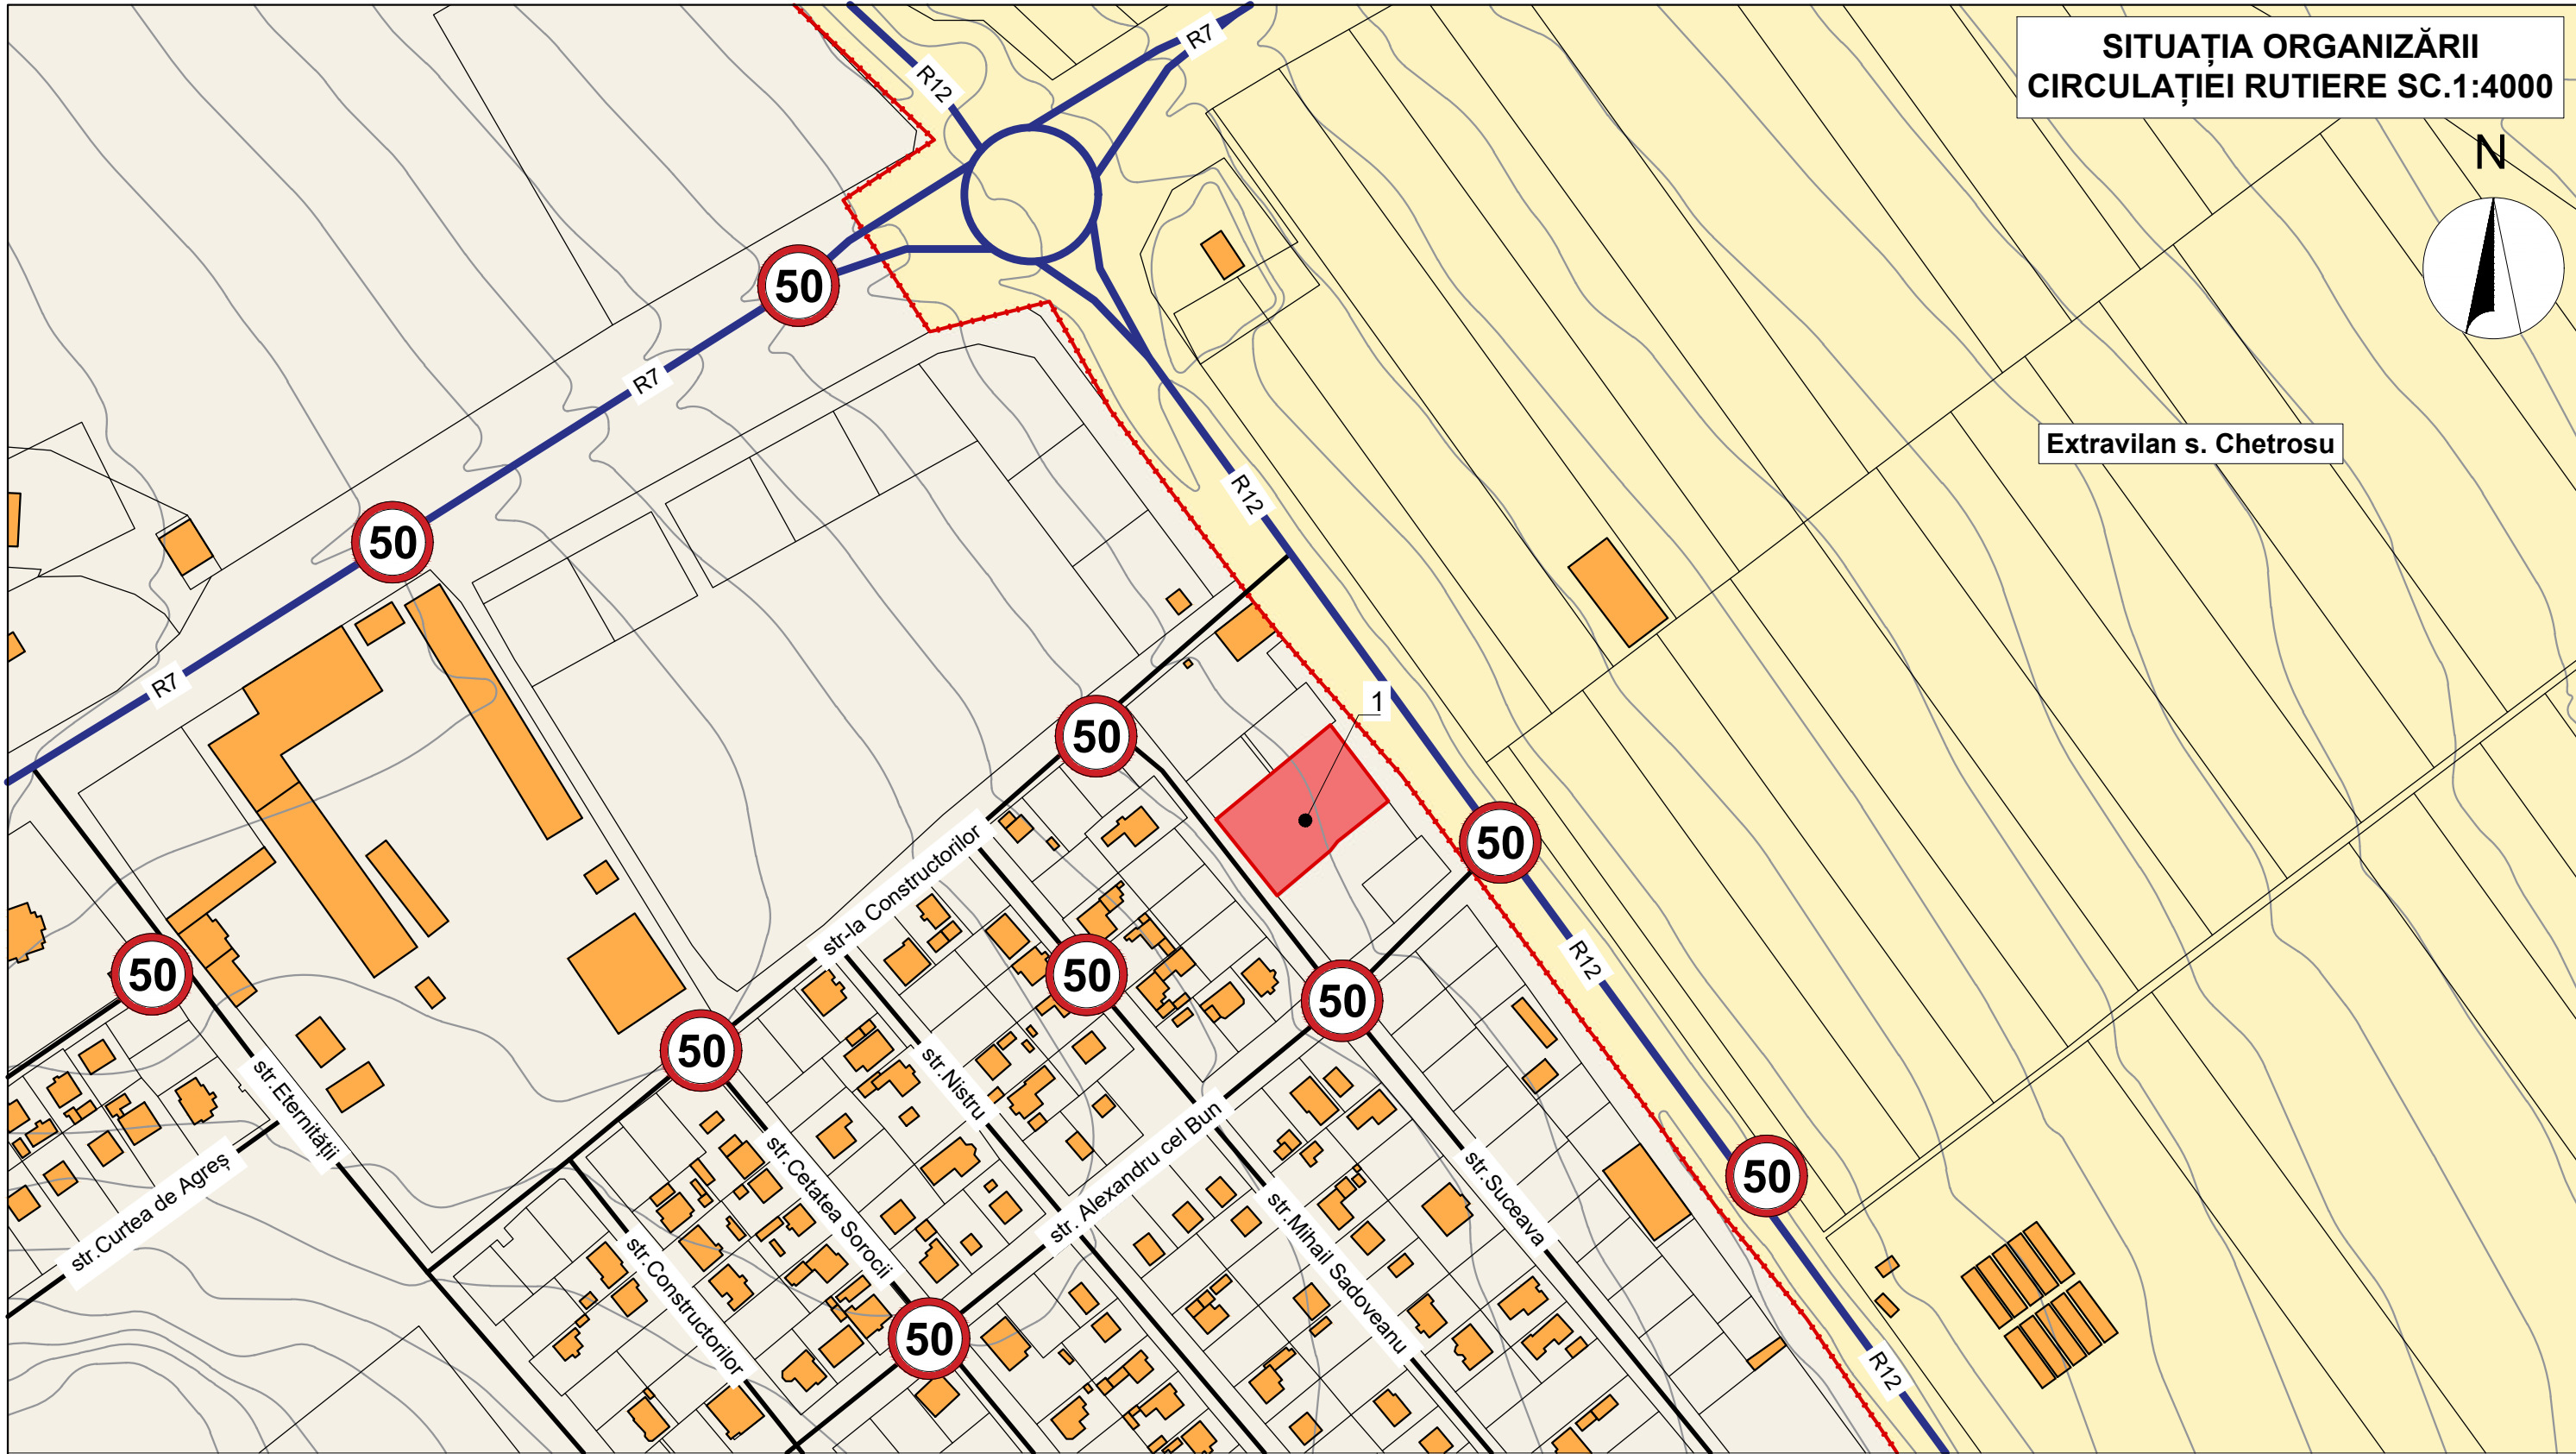 SITUAȚIA ORGANIZĂRII
CIRCULAȚIEI RUTIERE SC.1:4000
N
R7
R12
50
R7
Extravilan s. Chetrosu
R12
50
R7
1
50
50
str-la Constructorilor
R12
50
50
50
50
str.Eternității
str.Nistru
str. Alexandru cel Bun
str.Curtea de Agreș
str.Cetatea Sorocii
str.Suceava
50
str.Mihail Sadoveanu
str.Constructorilor
50
R12